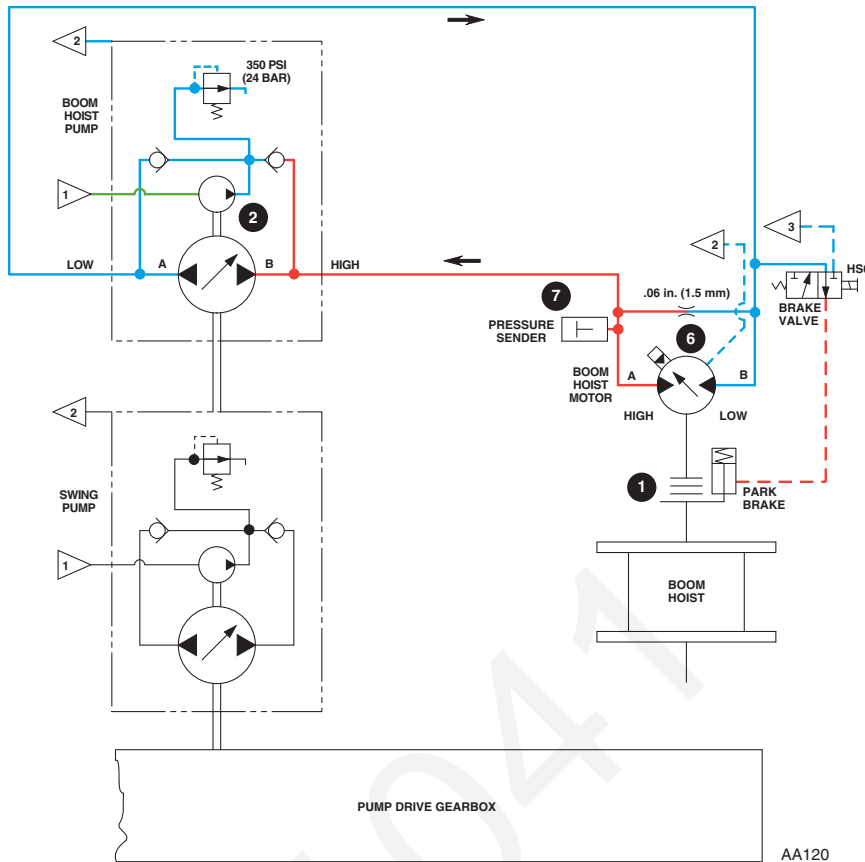 2
350 PSI
(24 BAR)
BOOM
HOIST
PUMP
1
2
LOW
A
B
HIGH
2
3
HS
BRAKE
VALVE
.06 in. (1.5 mm)
7
PRESSURE
SENDER
6
BOOM
HOIST
MOTOR
A
B
HIGH
LOW
1
PARK
BRAKE
BOOM
HOIST
2
SWING
PUMP
1
PUMP DRIVE GEARBOX
AA120
1041